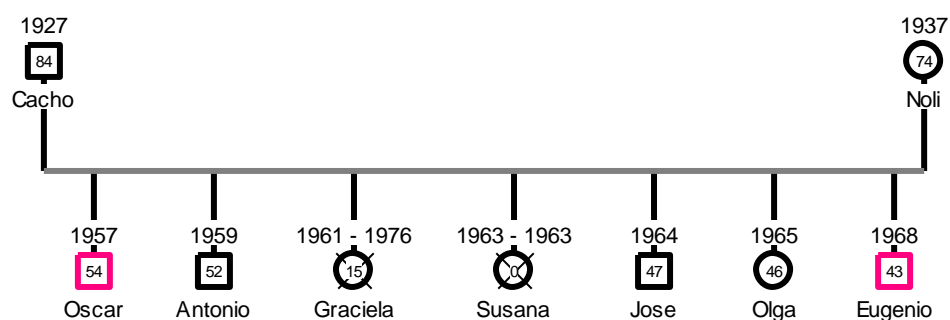 1927 1937
84 74
Cacho Noli
1957 1959 1961 - 1976 1963 - 1963 1964 1965 1968
54 52 15 0 47 46 43
Oscar Antonio Graciela Susana Jose Olga Eugenio